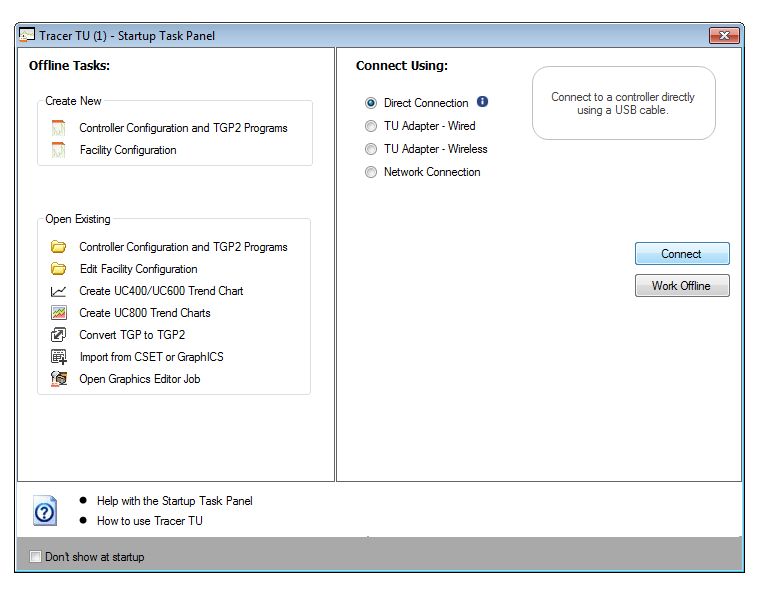 Tracer TU (1) - Startup Task Panel
Offline Tasks:
Create New
Controller Configuration and TGP2 Programs
Facility Configuration
Open Existing
Controller Configuration and TGP2 Programs
Edit Facility Configuration
Create UC400/UC600 Trend Chart
Create UC800 Trend Charts
Convert TGP to TGP2
Import from CSET or GraphICS
Open Graphics Editor Job
Connect Using:
Direct Connection
TU Adapter - Wired
TU Adapter - Wireless
Network Connection
Connect to a controller directly
using a USB cable.
Connect
Work Offline
Help with the Startup Task Panel
How to use Tracer TU
Don't show at startup